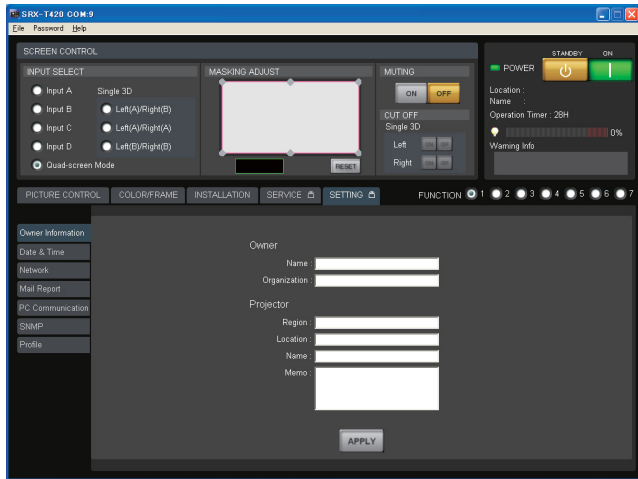 SRX-T420 COM:9
File Password Help
SCREEN CONTROL
INPUT SELECT
Input A Single 3D
Input B Left(A)/Right(B)
Input C Left(A)/Right(A)
Input D Left(B)/Right(B)
Quad-screen Mode
MASKING ADJUST
RESET
MUTING
ON OFF
CUT OFF
Single 3D
Left ON OFF
Right ON OFF
STANDBY ON
POWER
Location :
Name :
Operation Timer : 28H
0%
Warning Info
PICTURE CONTROL COLOR/FRAME INSTALLATION SERVICE SETTING FUNCTION 1 2 3 4 5 6 7
Owner Information
Date & Time
Network
Mail Report
PC Communication
SNMP
Profile
Owner
Name :
Organization :
Projector
Region :
Location :
Name :
Memo :
APPLY